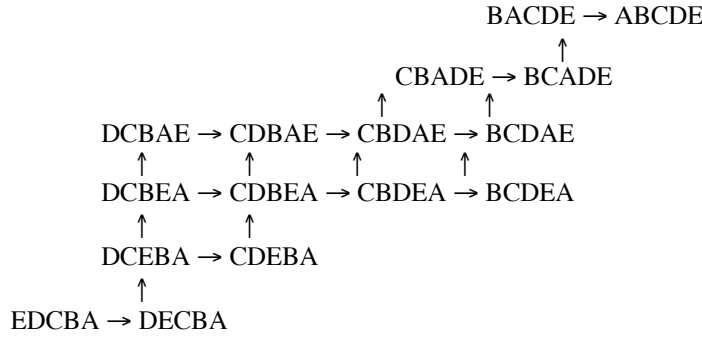 BACDE → ABCDE
↑
CBADE → BCADE
↑ ↑
DCBAE → CDBAE → CBDAE → BCDAE
↑ ↑ ↑ ↑
DCBEA → CDBEA → CBDEA → BCDEA
↑ ↑
DCEBA → CDEBA
↑
EDCBA → DECBA